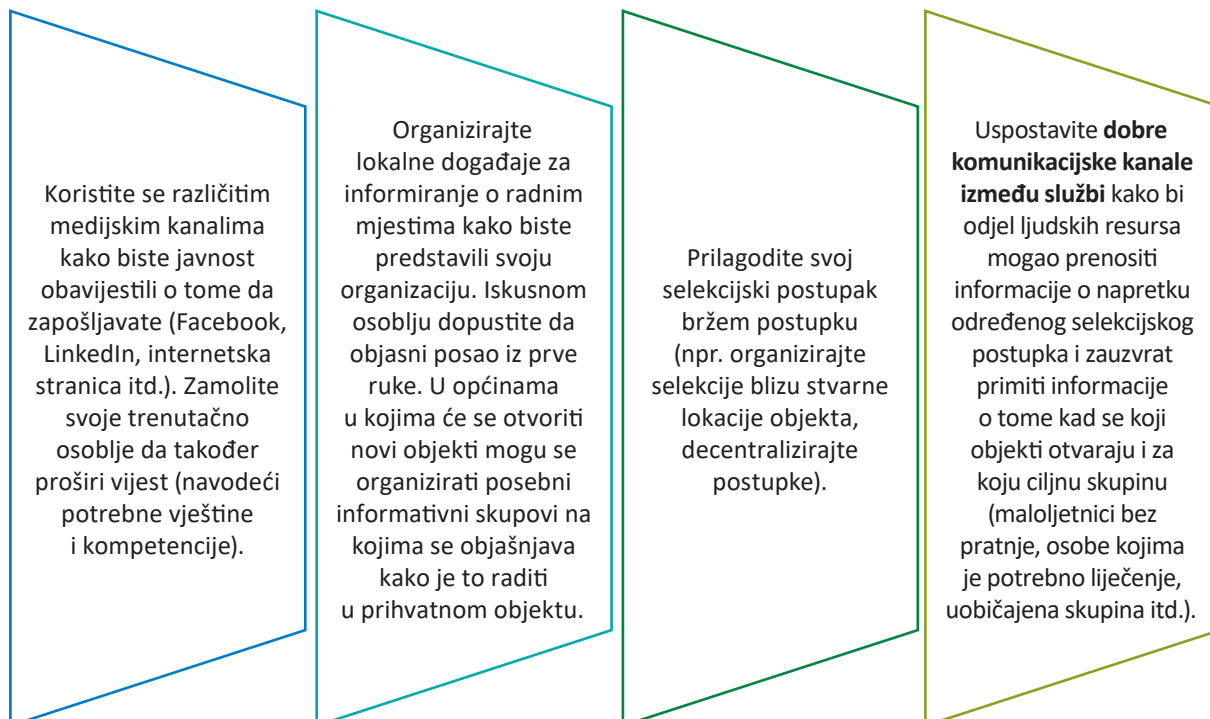 Koristite se različitim
medijskim kanalima
kako biste javnost
obavijestili o tome da
zapošljavate (Facebook,
LinkedIn, internetska
stranica itd.). Zamolite
svoje trenutačno
osoblje da također
proširi vijest (navodeći
potrebne vještine
i kompetencije).
Organizirajte
lokalne događaje za
informiranje o radnim
mjestima kako biste
predstavili svoju
organizaciju. Iskusnom
osoblju dopustite da
objasni posao iz prve
ruke. U općinama
u kojima će se otvoriti
novi objekti mogu se
organizirati posebni
informativni skupovi na
kojima se objašnjava
kako je to raditi
u prihvatnom objektu.
Prilagodite svoj
selekcijski postupak
bržem postupku
(npr. organizirajte
selekcije blizu stvarne
lokacije objekta,
decentralizirajte
postupke).
Uspostavite dobre
komunikacijske kanale
između službi kako bi
odjel ljudskih resursa
mogao prenositi
informacije o napretku
određenog selekcijskog
postupka i zauzvrat
primiti informacije
o tome kad se koji
objekti otvaraju i za
koju ciljnu skupinu
(maloljetnici bez
pratnje, osobe kojima
je potrebno liječenje,
uobičajena skupina itd.).